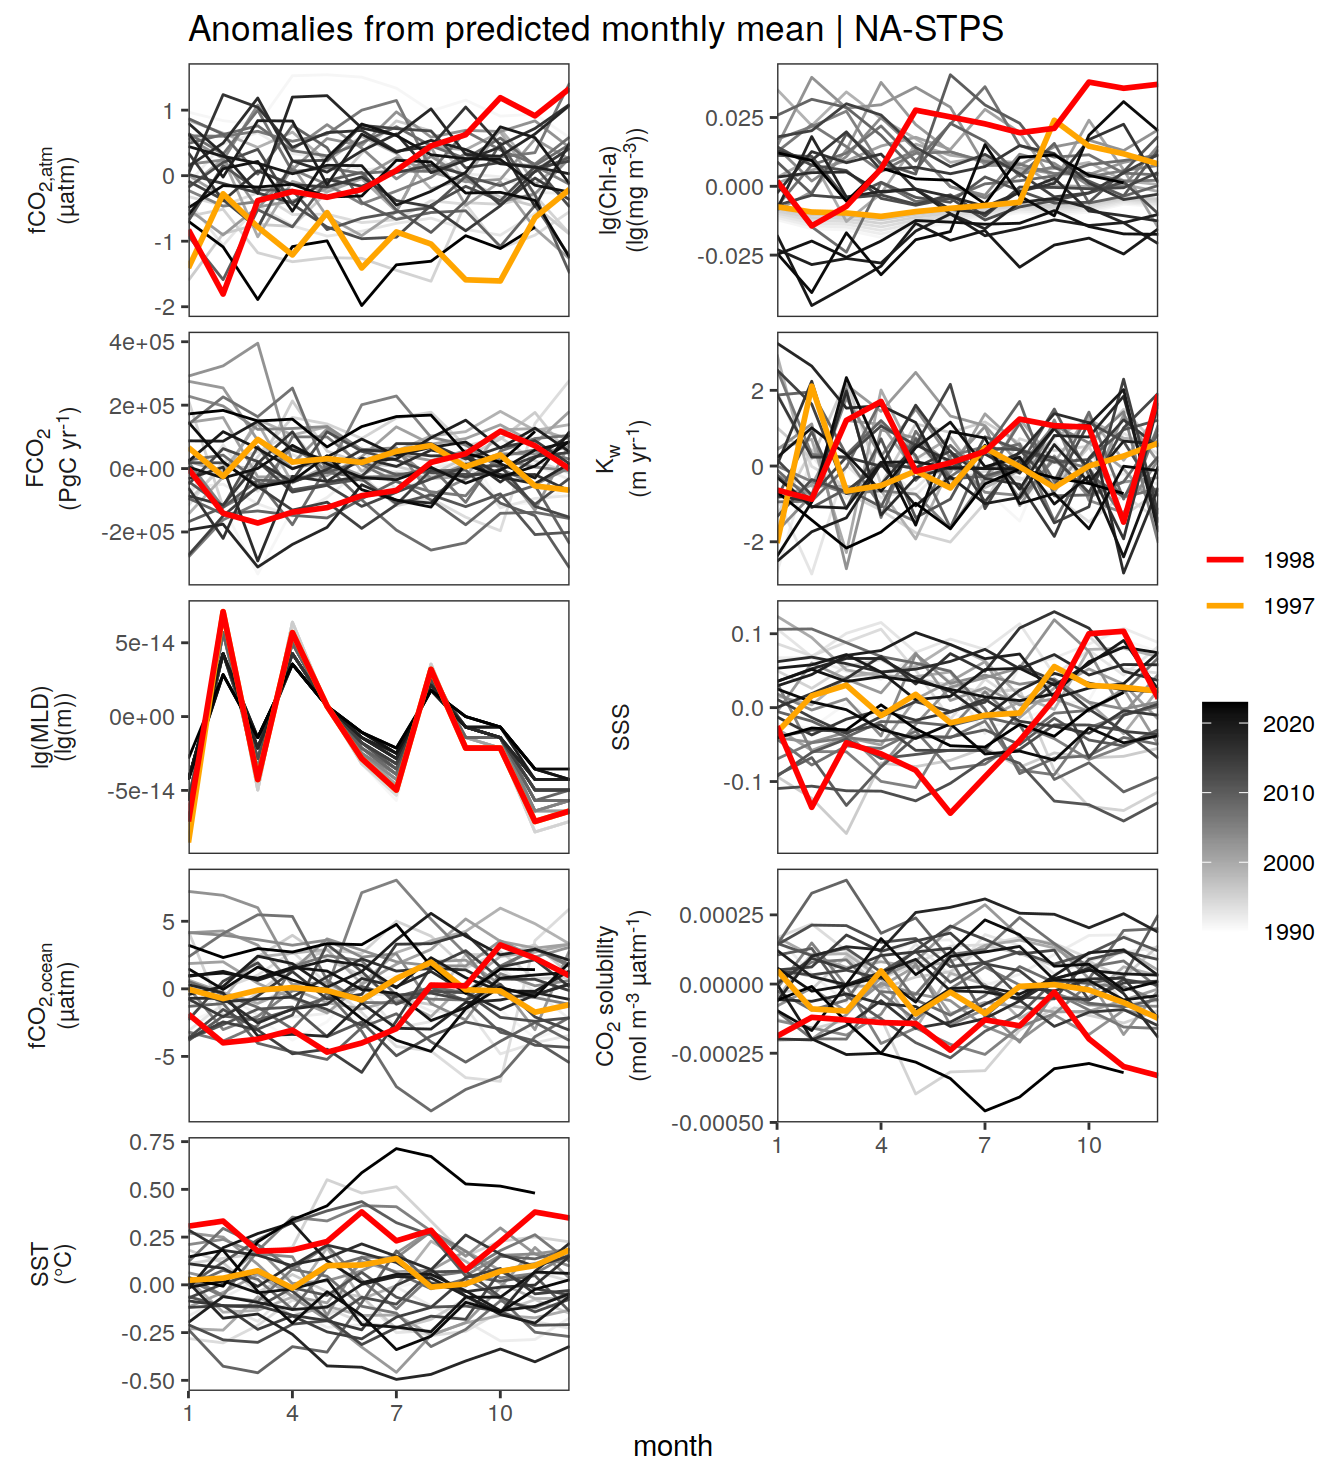 Anomalies from predicted monthly mean | NA-STPS
fCO2,atm
(µatm)
1
0
-1
-2
lg(Chl-a)
(lg(mg m-3))
0.025
0.000
-0.025
FCO2
(PgC yr-1)
4e+05
2e+05
0e+00
-2e+05
Kw
(m yr-1)
2
0
-2
lg(MLD)
(lg(m))
5e-14
0e+00
-5e-14
SSS
0.1
0.0
-0.1
fCO2,ocean
(µatm)
5
0
-5
CO2 solubility
(mol m-3 µatm-1)
0.00025
0.00000
-0.00025
-0.00050
1 4 7 10
SST
(°C)
0.75
0.50
0.25
0.00
-0.25
-0.50
1 4 7 10
month
1998
1997
2020
2010
2000
1990